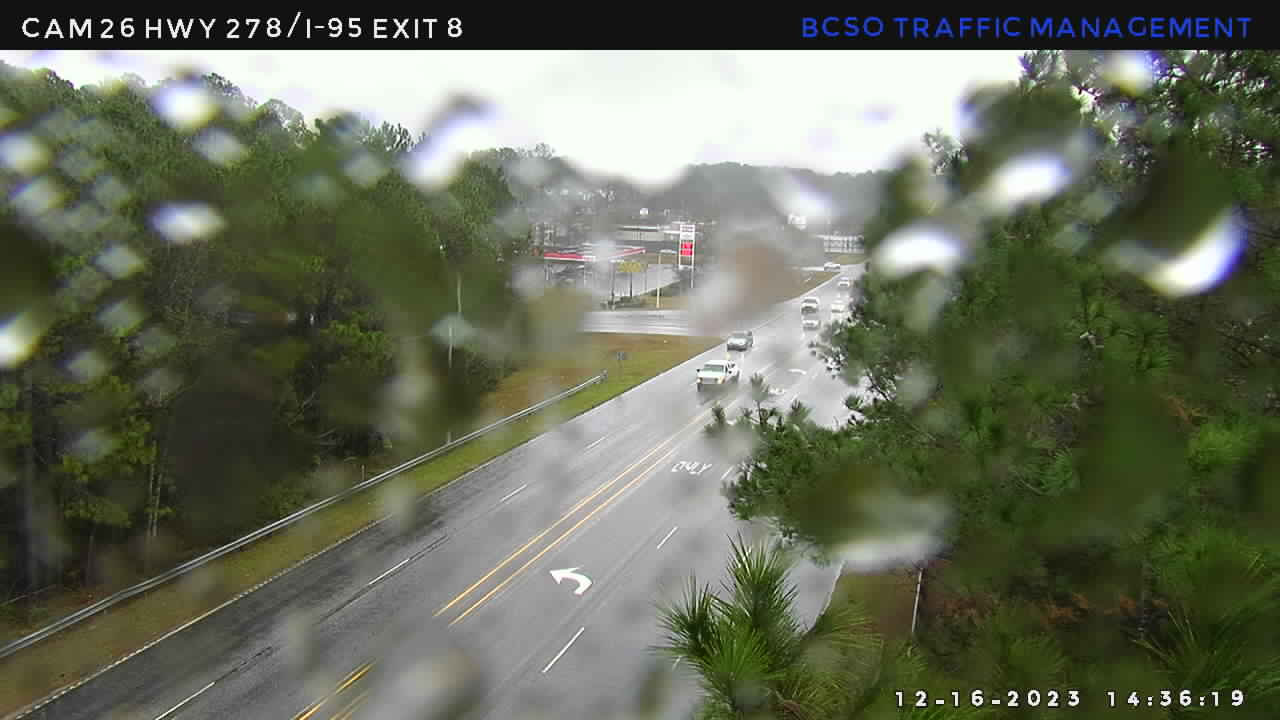 CAM 26 HWY 278/I-95 EXIT 8
BCSO TRAFFIC MANAGEMENT
ONLY
12-16-2023 14:36:19